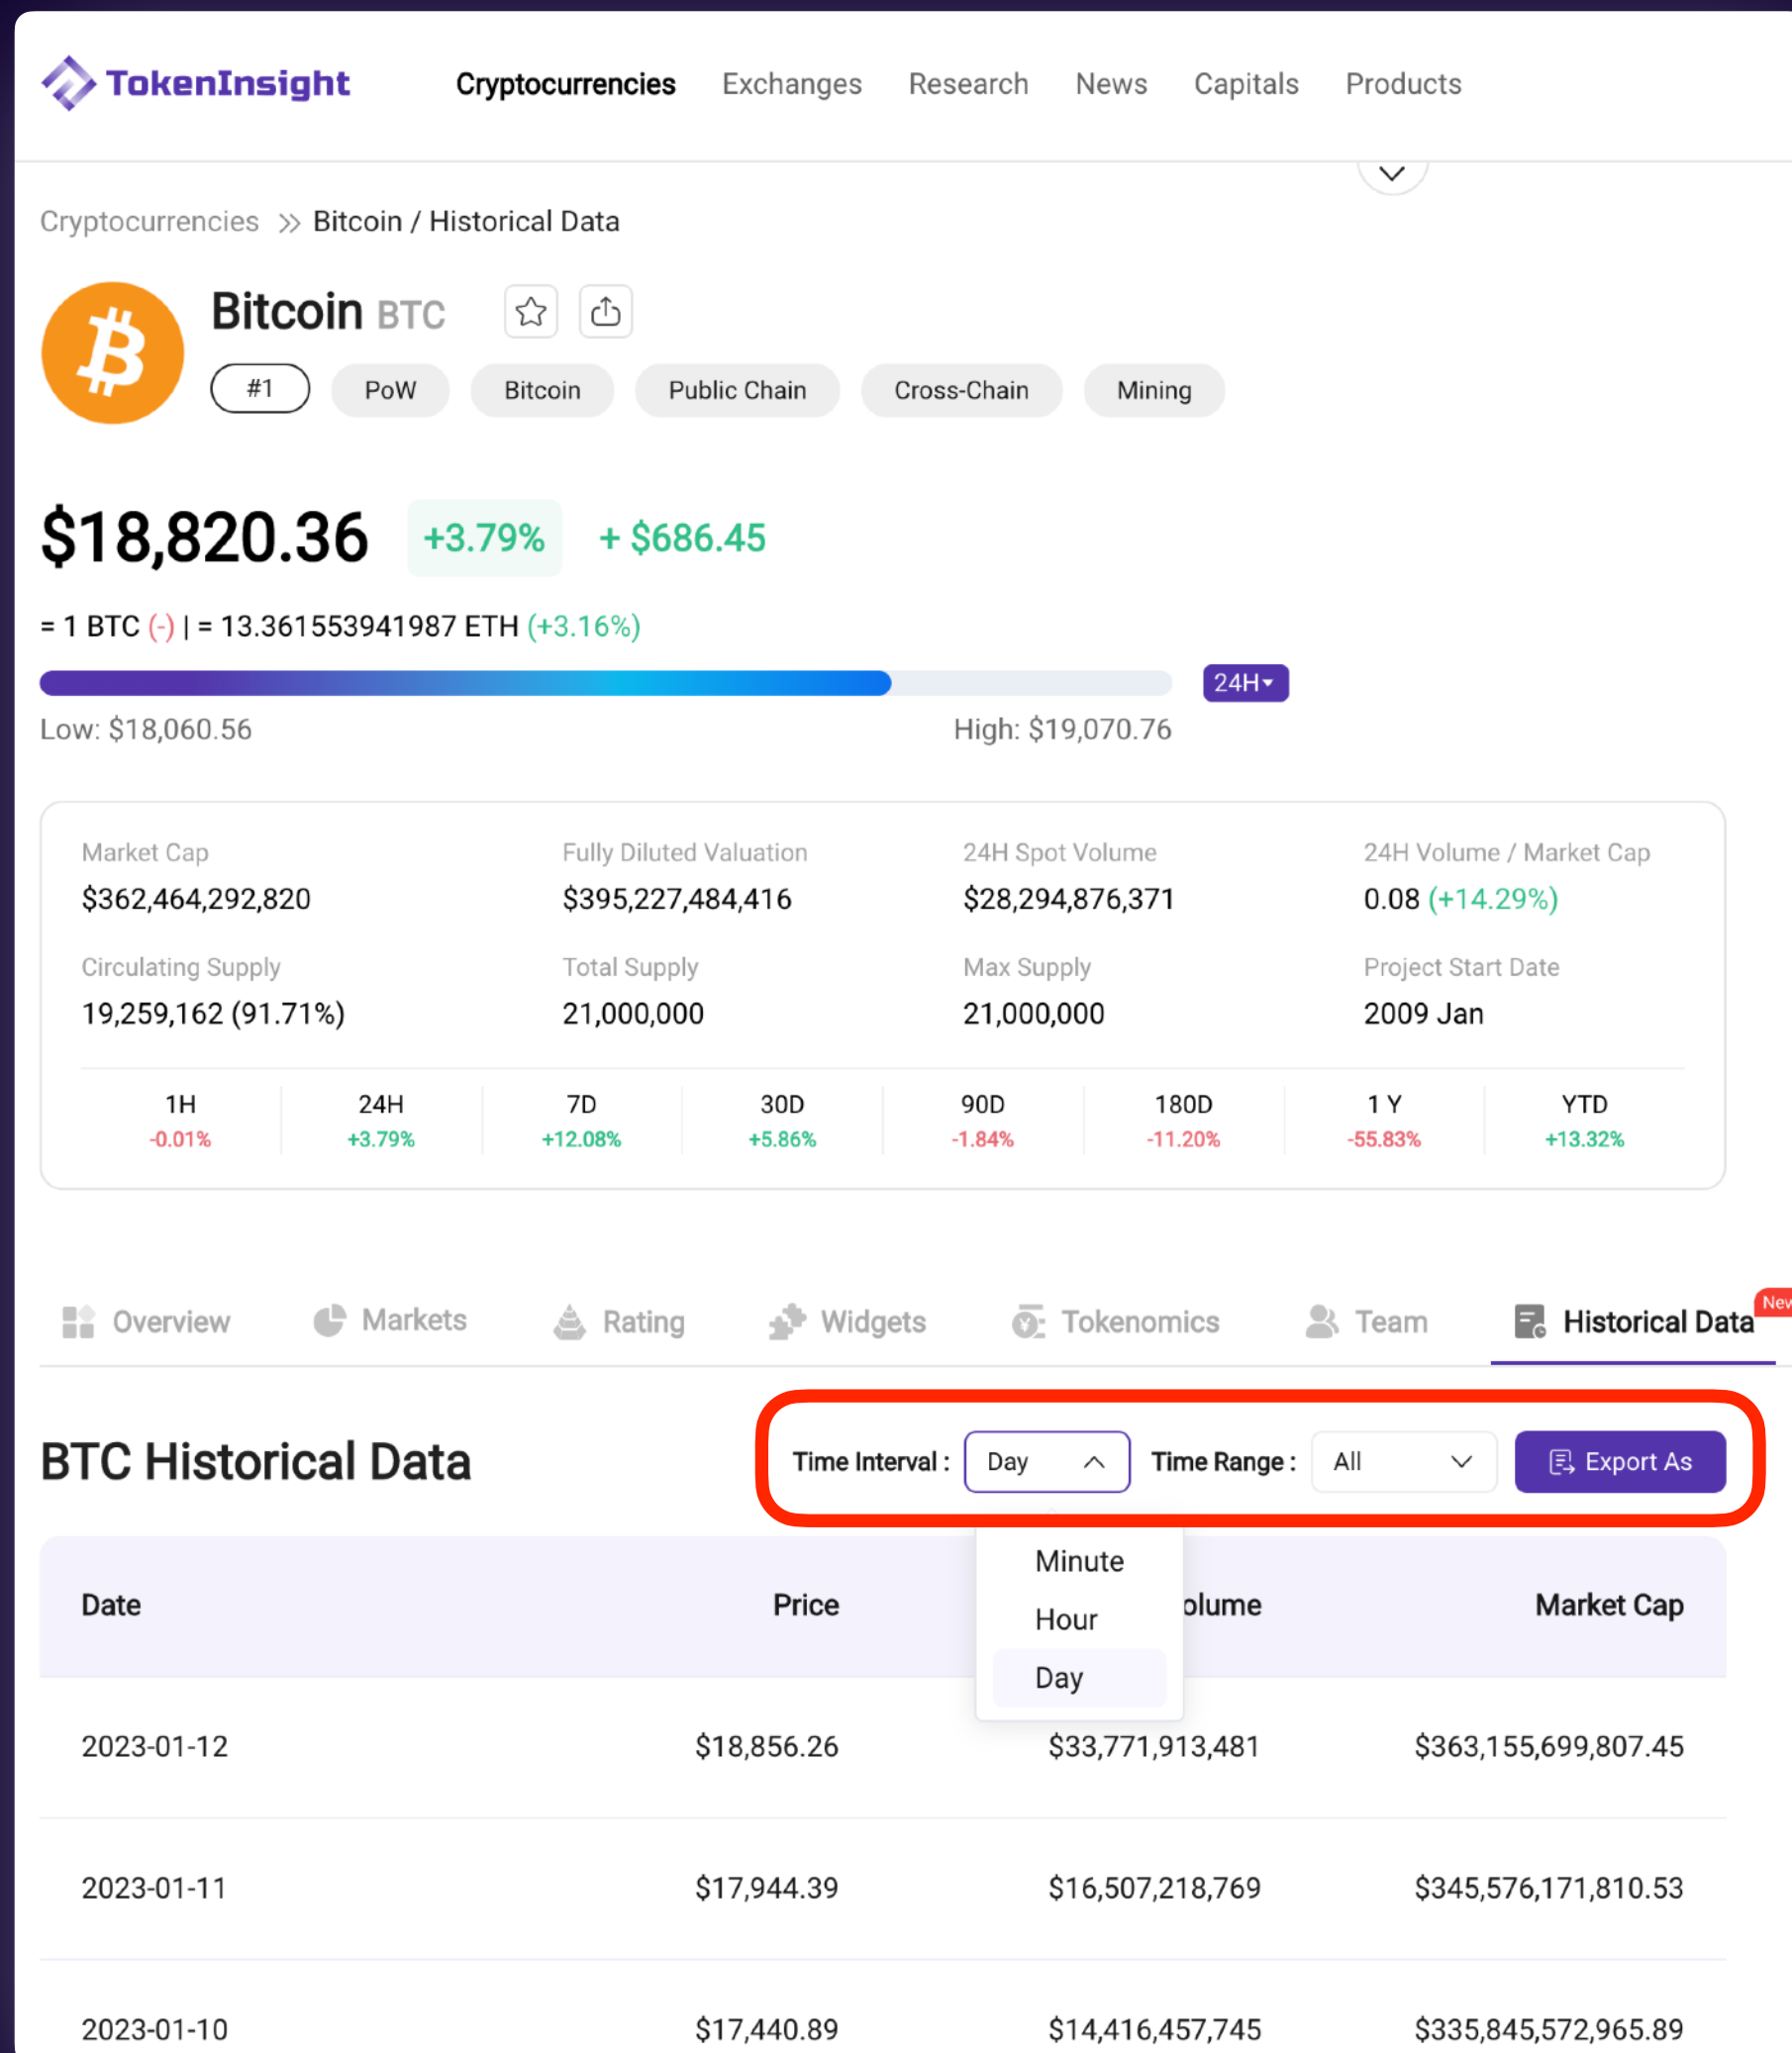 TokenInsight Cryptocurrencies Exchanges Research News Capitals Products
Cryptocurrencies >> Bitcoin / Historical Data
Bitcoin BTC
#1 PoW Bitcoin Public Chain Cross-Chain Mining
$18,820.36 +3.79% + $686.45
= 1 BTC (-) | = 13.361553941987 ETH (+3.16%)
24H
Low: $18,060.56 High: $19,070.76
Market Cap Fully Diluted Valuation 24H Spot Volume 24H Volume / Market Cap
$362,464,292,820 $395,227,484,416 $28,294,876,371 0.08 (+14.29%)
Circulating Supply Total Supply Max Supply Project Start Date
19,259,162 (91.71%) 21,000,000 21,000,000 2009 Jan
1H 24H 7D 30D 90D 180D 1 Y YTD
-0.01% +3.79% +12.08% +5.86% -1.84% -11.20% -55.83% +13.32%
New
Overview Markets Rating Widgets Tokenomics Team Historical Data
BTC Historical Data Time Interval : Day Time Range : All Export As
Minute
Hour
Day
Date Price olume Market Cap
2023-01-12 $18,856.26 $33,771,913,481 $363,155,699,807.45
2023-01-11 $17,944.39 $16,507,218,769 $345,576,171,810.53
2023-01-10 $17,440.89 $14,416,457,745 $335,845,572,965.89